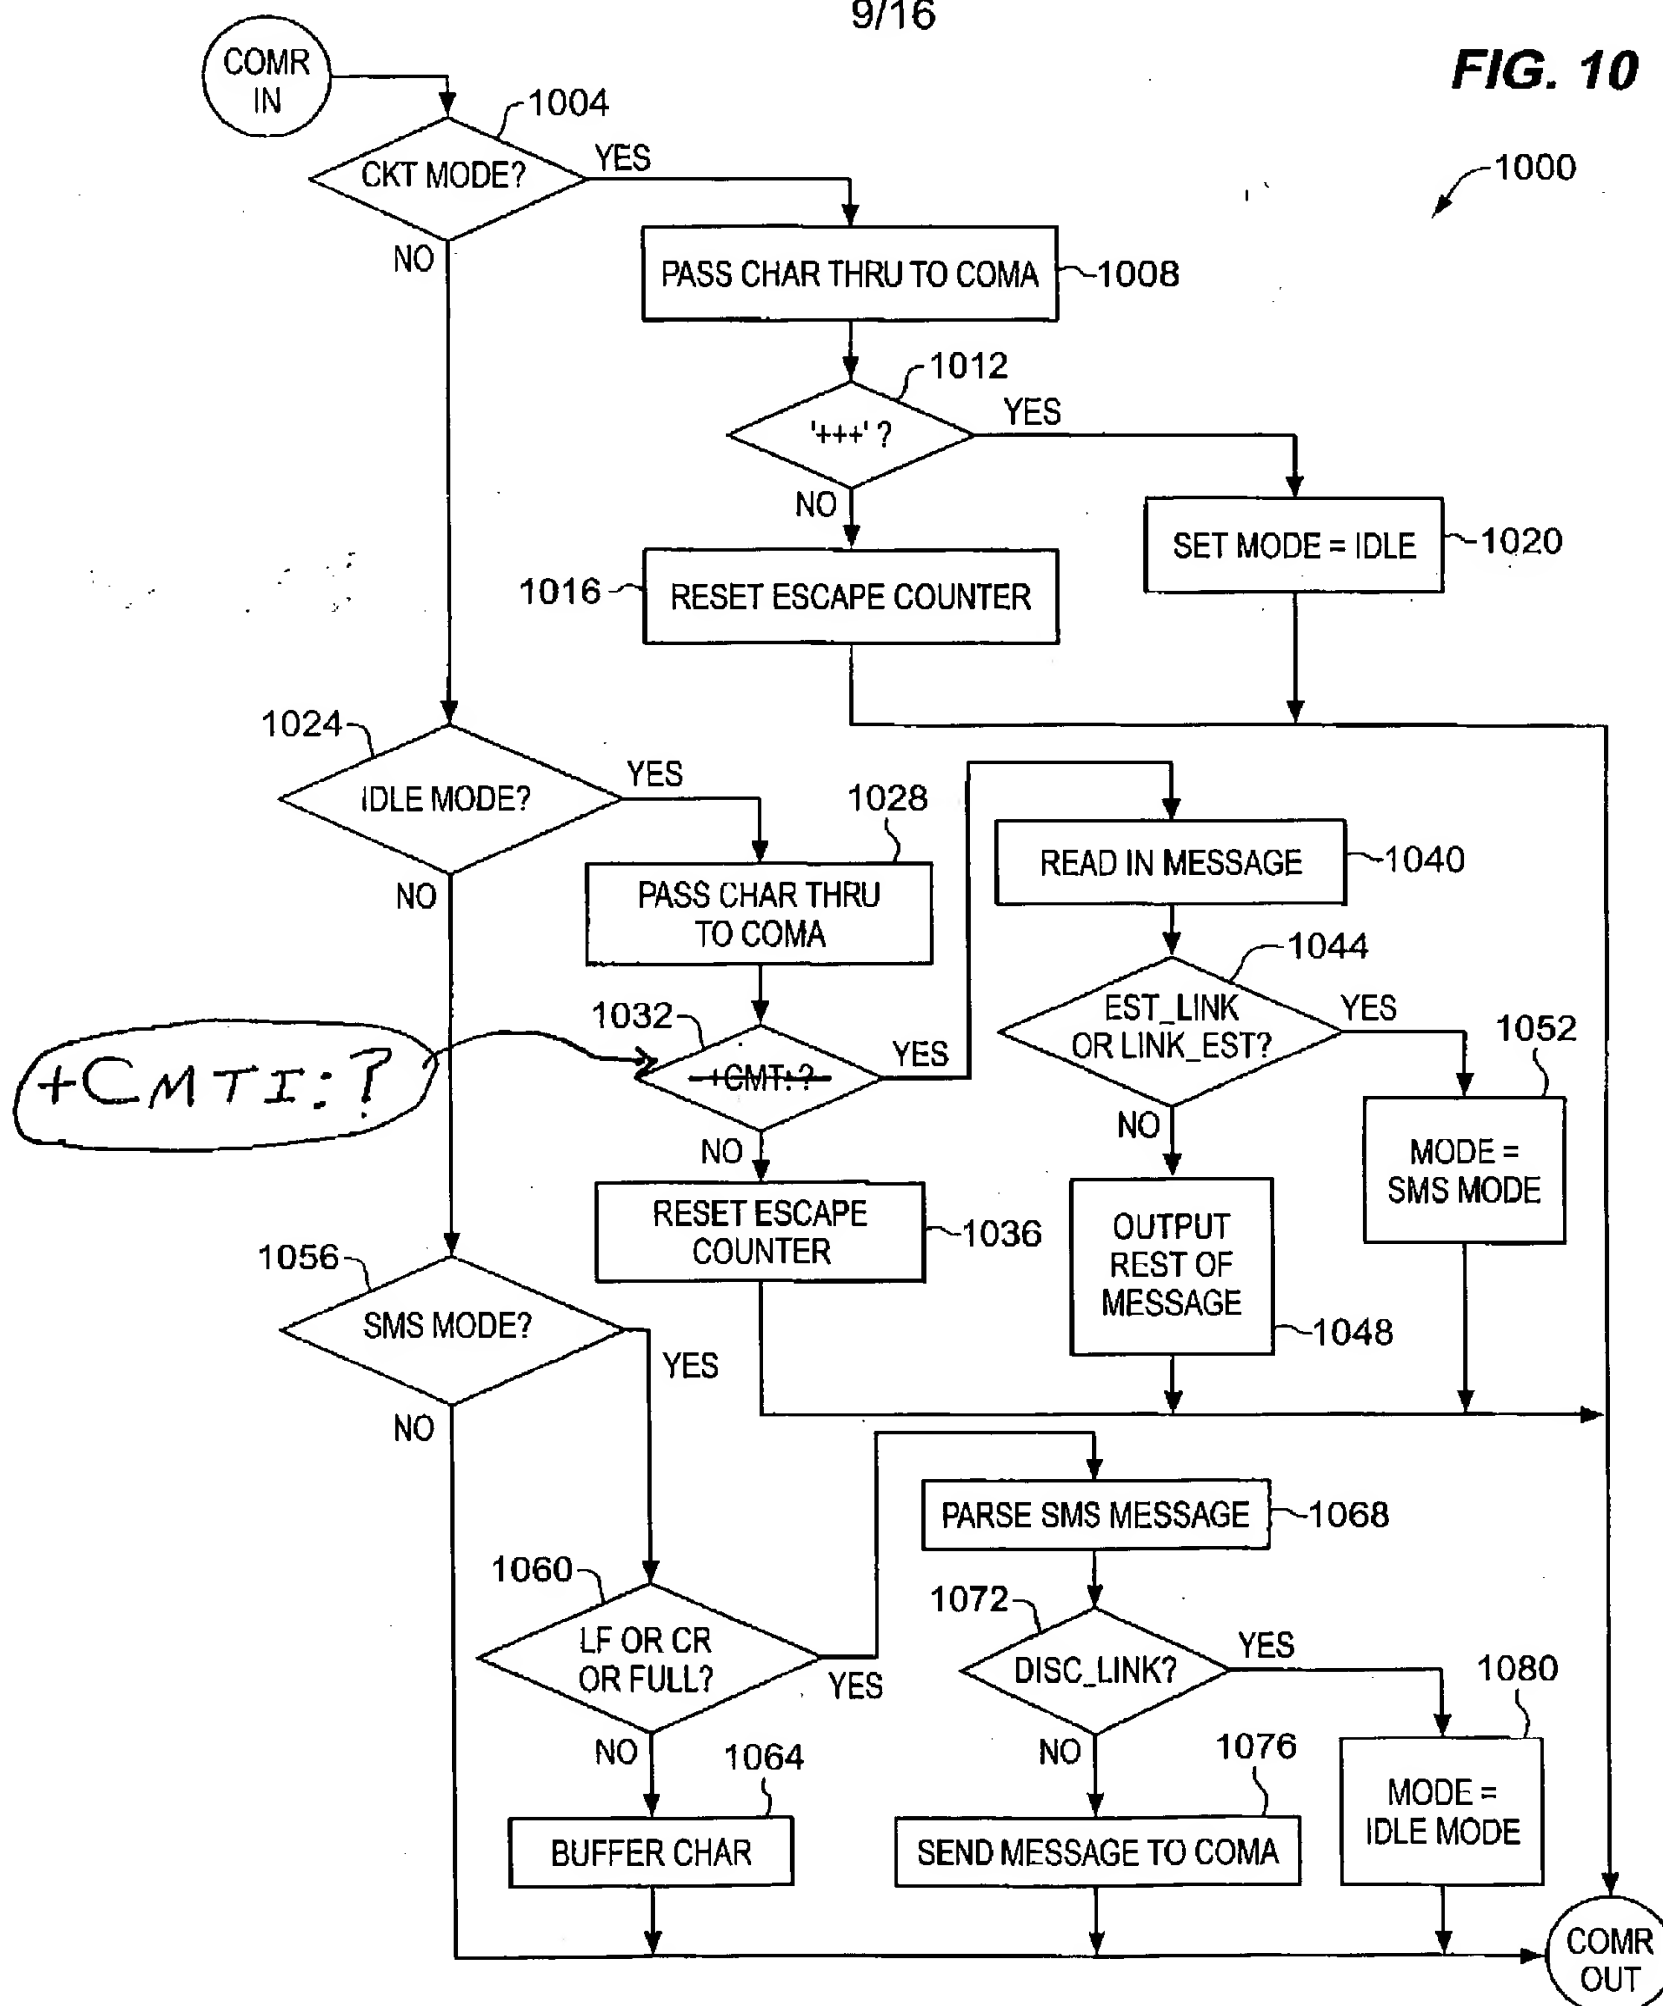 9/16
FIG. 10
1000
COMR
IN
1004
CKT MODE?
YES
NO
PASS CHAR THRU TO COMA
1008
1012
'+++' ?
YES
NO
SET MODE = IDLE
1020
1016
RESET ESCAPE COUNTER
1024
IDLE MODE?
YES
NO
1028
PASS CHAR THRU
TO COMA
READ IN MESSAGE
1040
1044
EST_LINK
OR LINK_EST?
YES
NO
1052
MODE =
SMS MODE
1032
+CMT: ?
YES
NO
+CMTI: ?
RESET ESCAPE
COUNTER
1036
OUTPUT
REST OF
MESSAGE
1048
1056
SMS MODE?
YES
NO
PARSE SMS MESSAGE
1068
1060
LF OR CR
OR FULL?
YES
NO
1072
DISC_LINK?
YES
NO
1080
MODE =
IDLE MODE
1064
BUFFER CHAR
1076
SEND MESSAGE TO COMA
COMR
OUT